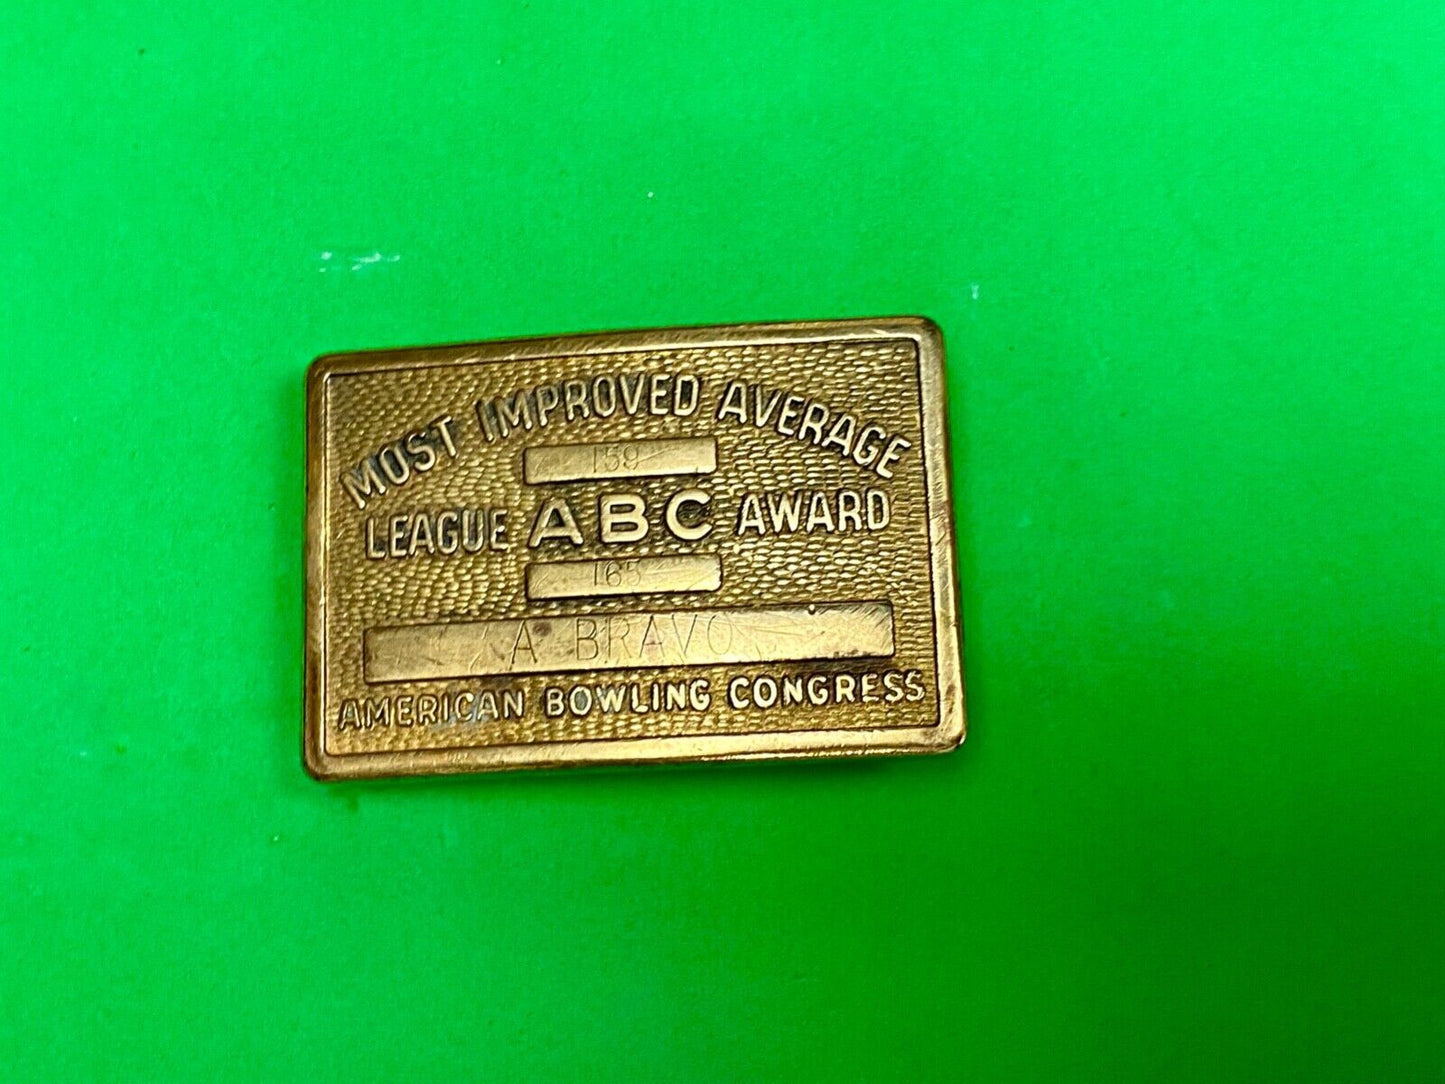 MOST IMPROVED AVERAGE
159
LEAGUE ABC AWARD
165
A BRAVO
AMERICAN BOWLING CONGRESS